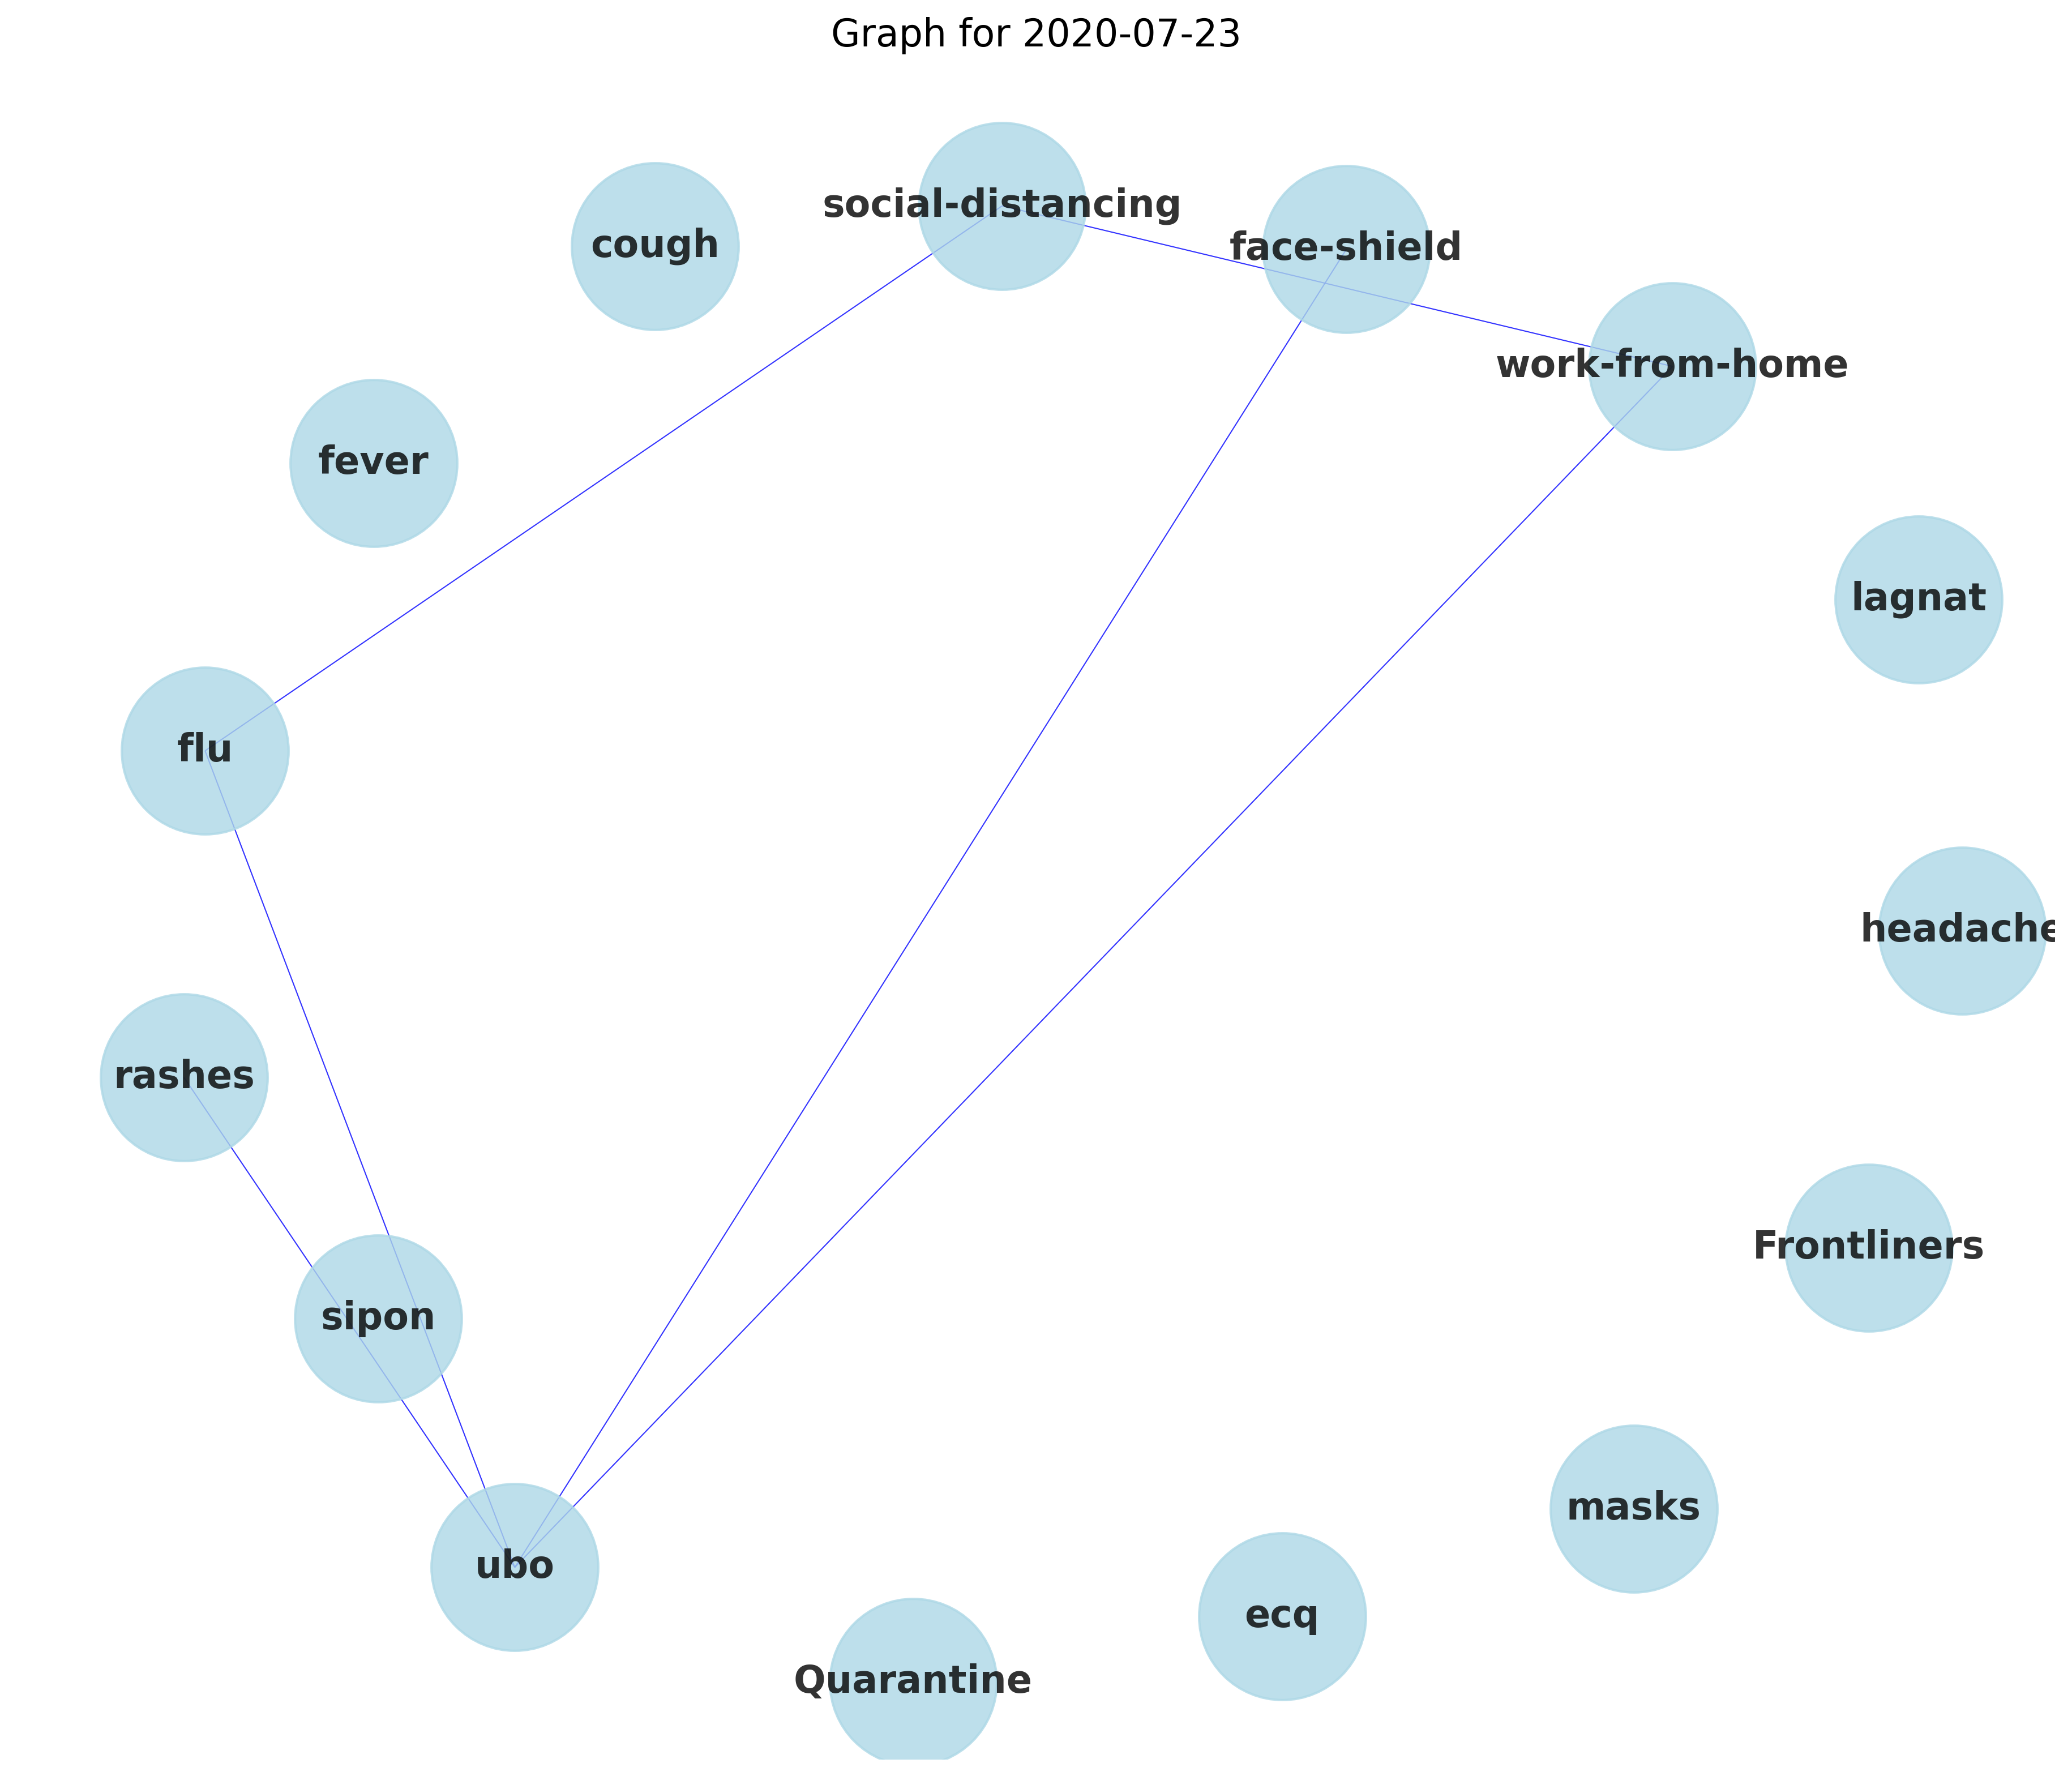 Graph for 2020-07-23
social-distancing
cough
face-shield
work-from-home
fever
lagnat
flu
headache
rashes
Frontliners
sipon
masks
ubo
ecq
Quarantine